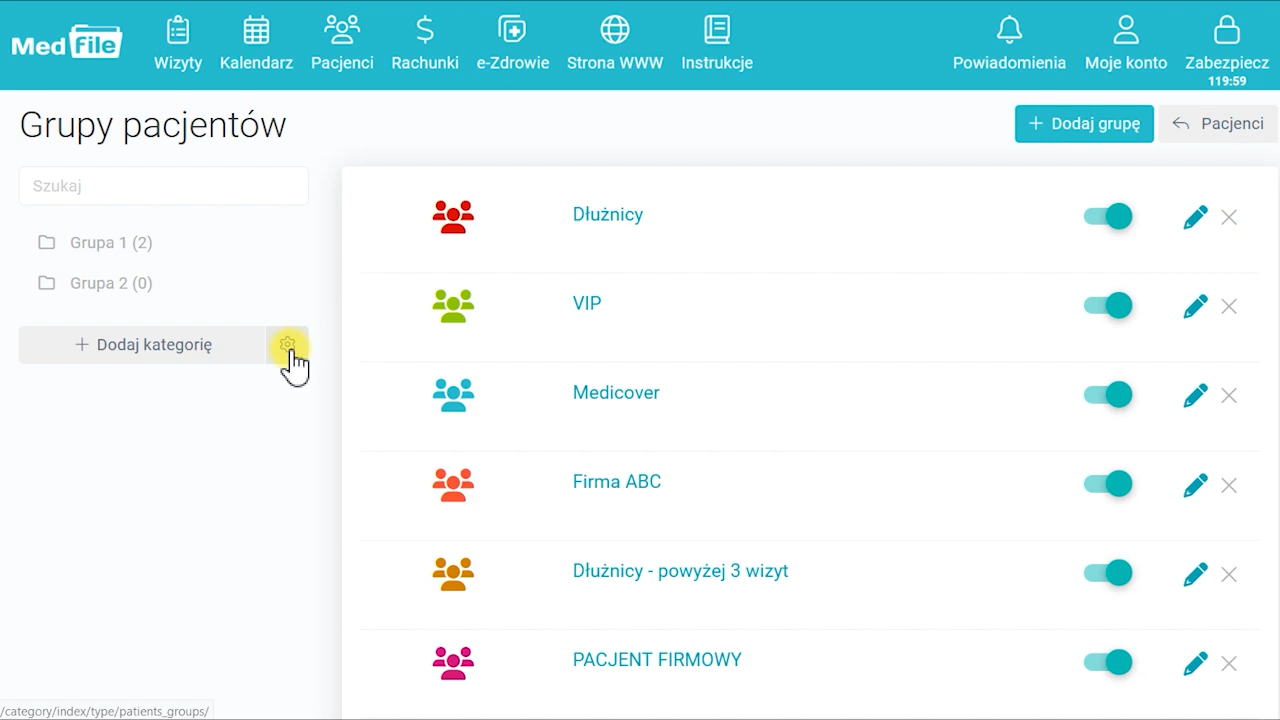 Med file
Wizyty
Kalendarz
Pacjenci
Rachunki
e-Zdrowie
Strona WWW
Instrukcje
Powiadomienia
Moje konto
Zabezpiecz
119:59
Grupy pacjentów
+ Dodaj grupę
Pacjenci
Szukaj
Grupa 1 (2)
Grupa 2 (0)
+ Dodaj kategorię
Dłużnicy
VIP
Medicover
Firma ABC
Dłużnicy - powyżej 3 wizyt
PACJENT FIRMOWY
/category/index/type/patients_groups/